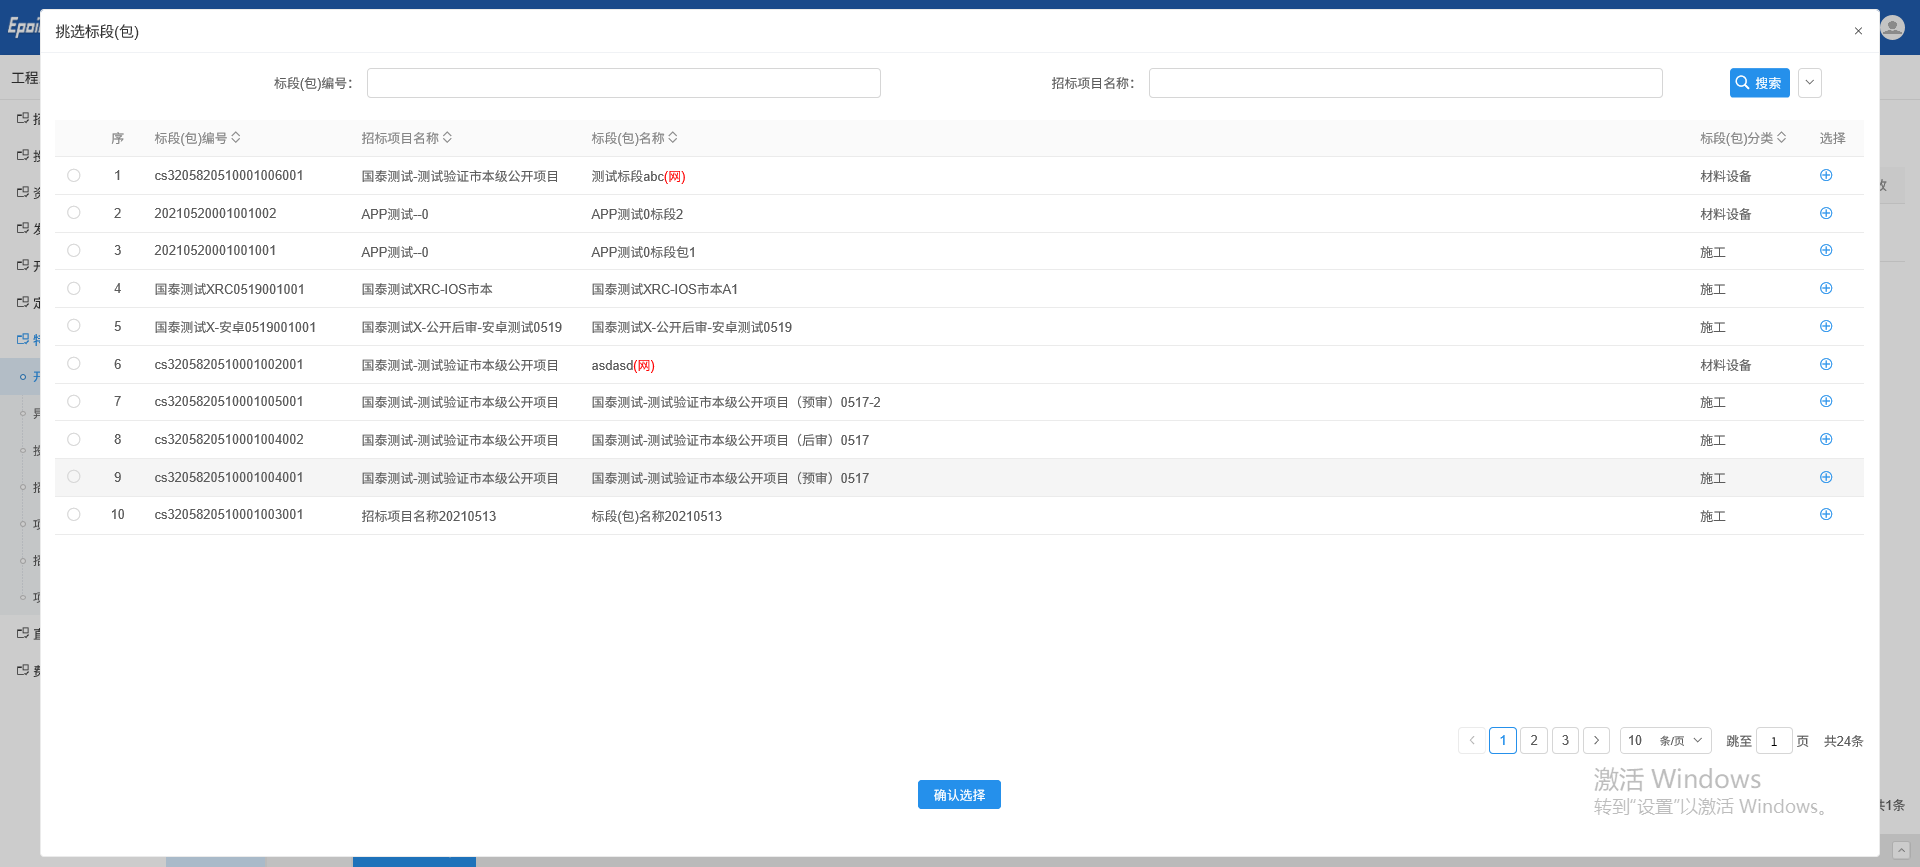 挑选标段(包)
×
工程
标段(包)编号：
招标项目名称：
搜索
序 标段(包)编号 招标项目名称 标段(包)名称 标段(包)分类 选择
1 cs3205820510001006001 国泰测试-测试验证市本级公开项目 测试标段abc(网) 材料设备
2 20210520001001002 APP测试--0 APP测试0标段2 材料设备
3 20210520001001001 APP测试--0 APP测试0标段包1 施工
4 国泰测试XRC0519001001 国泰测试XRC-IOS市本 国泰测试XRC-IOS市本A1 施工
5 国泰测试X-安卓0519001001 国泰测试X-公开后审-安卓测试0519 国泰测试X-公开后审-安卓测试0519 施工
6 cs3205820510001002001 国泰测试-测试验证市本级公开项目 asdasd(网) 材料设备
7 cs3205820510001005001 国泰测试-测试验证市本级公开项目 国泰测试-测试验证市本级公开项目（预审）0517-2 施工
8 cs3205820510001004002 国泰测试-测试验证市本级公开项目 国泰测试-测试验证市本级公开项目（后审）0517 施工
9 cs3205820510001004001 国泰测试-测试验证市本级公开项目 国泰测试-测试验证市本级公开项目（预审）0517 施工
10 cs3205820510001003001 招标项目名称20210513 标段(包)名称20210513 施工
1 2 3 10 条/页 跳至 1 页 共24条
确认选择
激活 Windows
转到“设置”以激活 Windows。
共1条